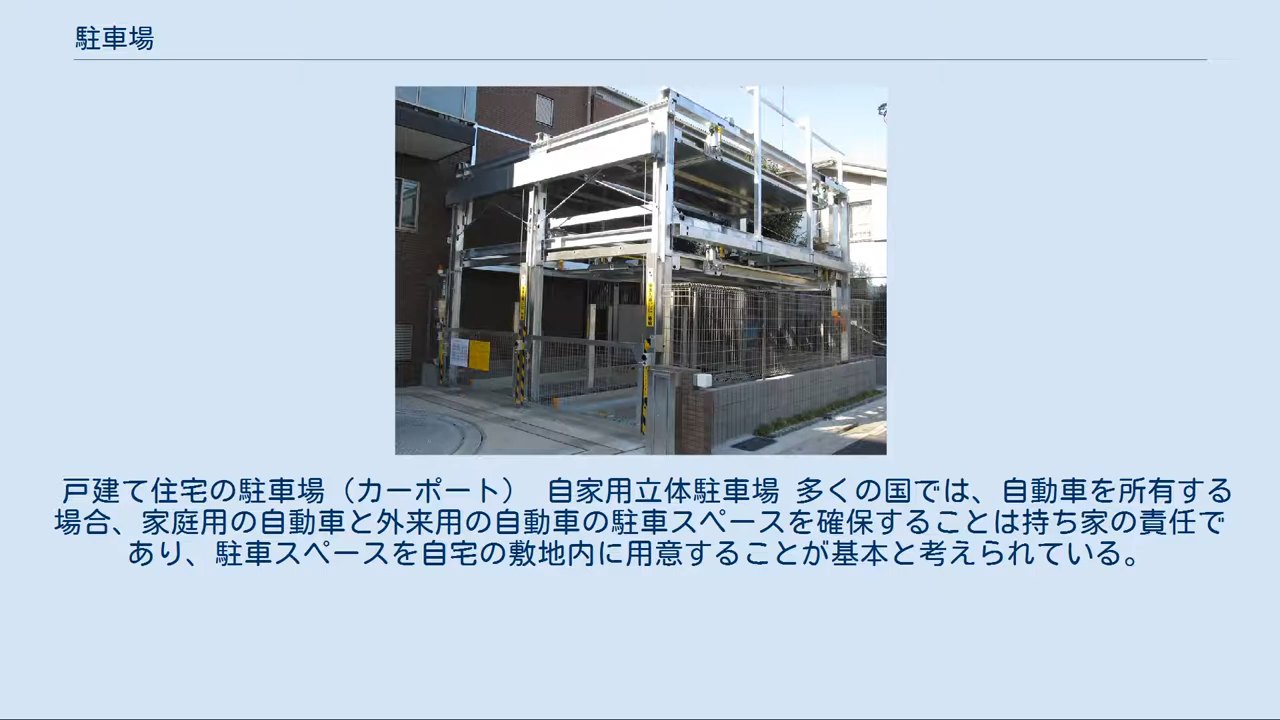 駐車場
戸建て住宅の駐車場（カーポート） 自家用立体駐車場 多くの国では、自動車を所有する
場合、家庭用の自動車と外来用の自動車の駐車スペースを確保することは持ち家の責任で
あり、駐車スペースを自宅の敷地内に用意することが基本と考えられている。